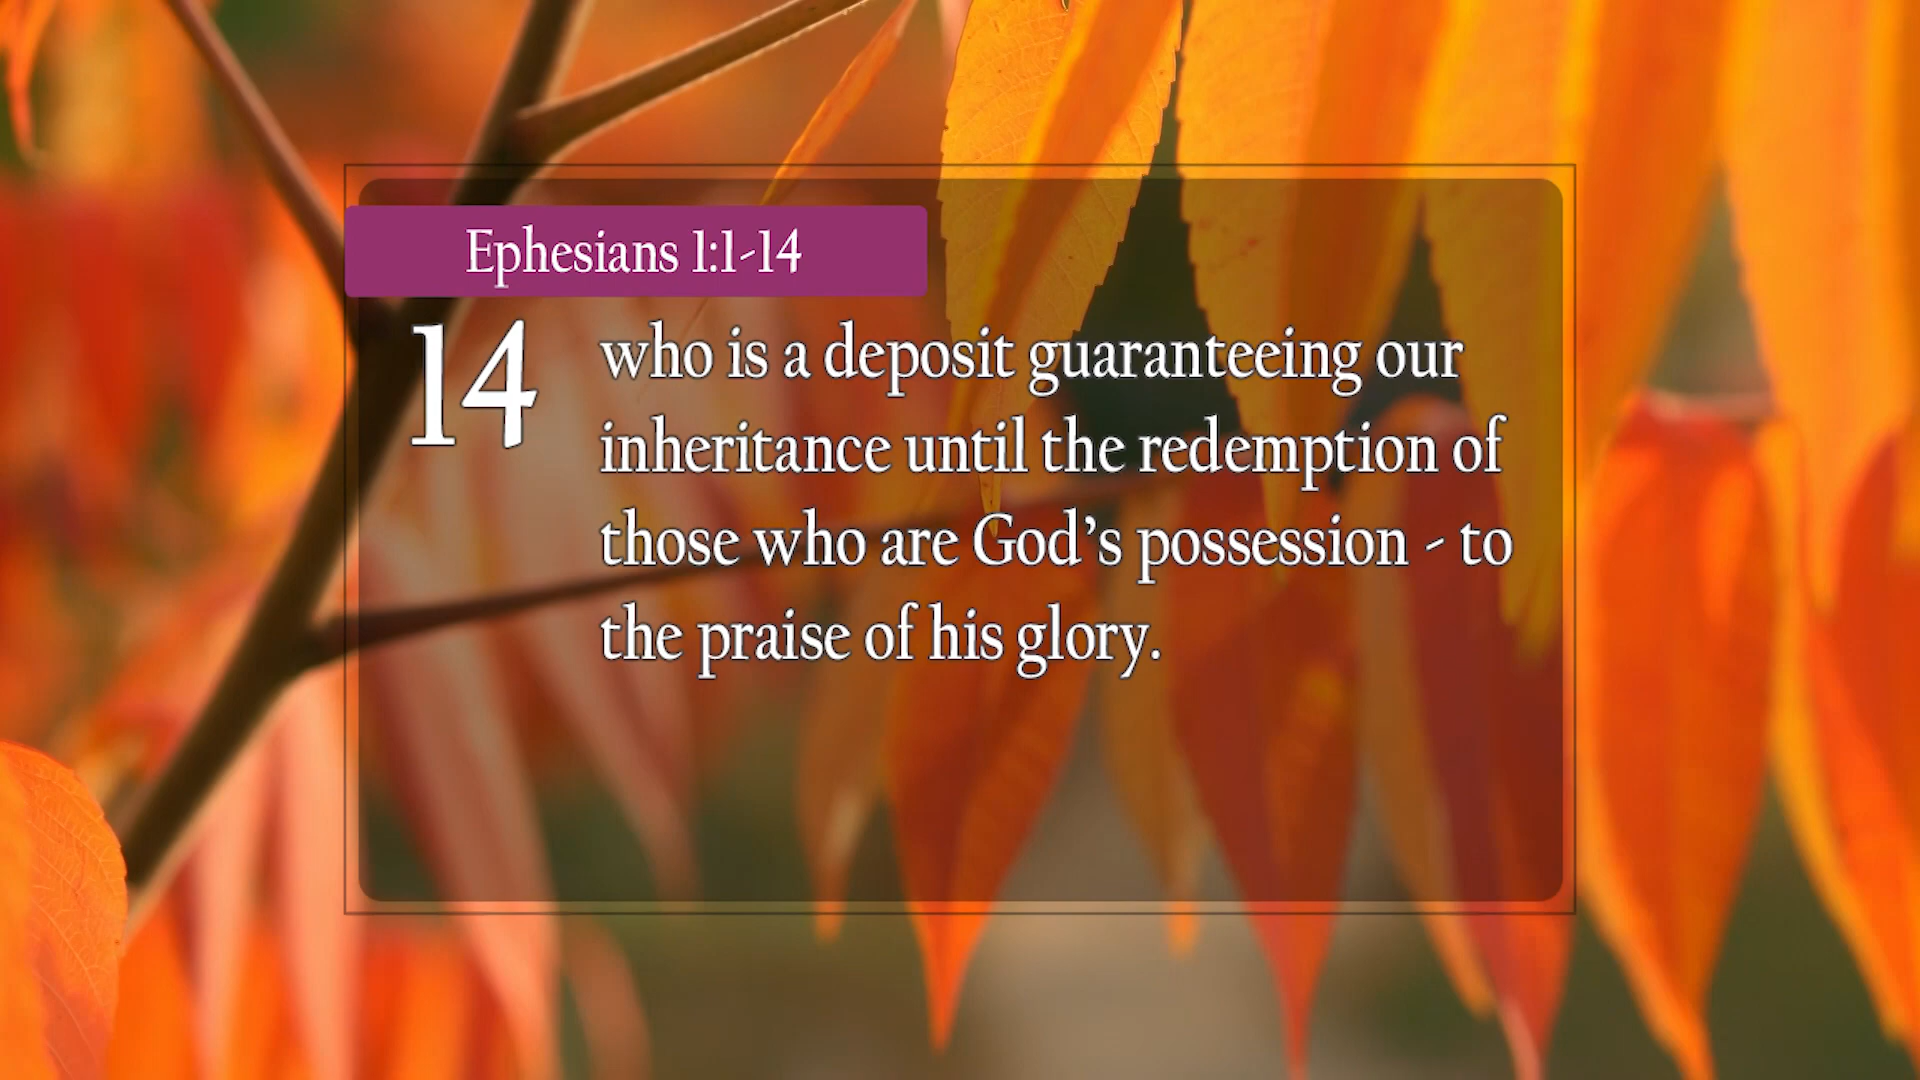 Ephesians 1:1-14
14
who is a deposit guaranteeing our
inheritance until the redemption of
those who are God’s possession - to
the praise of his glory.